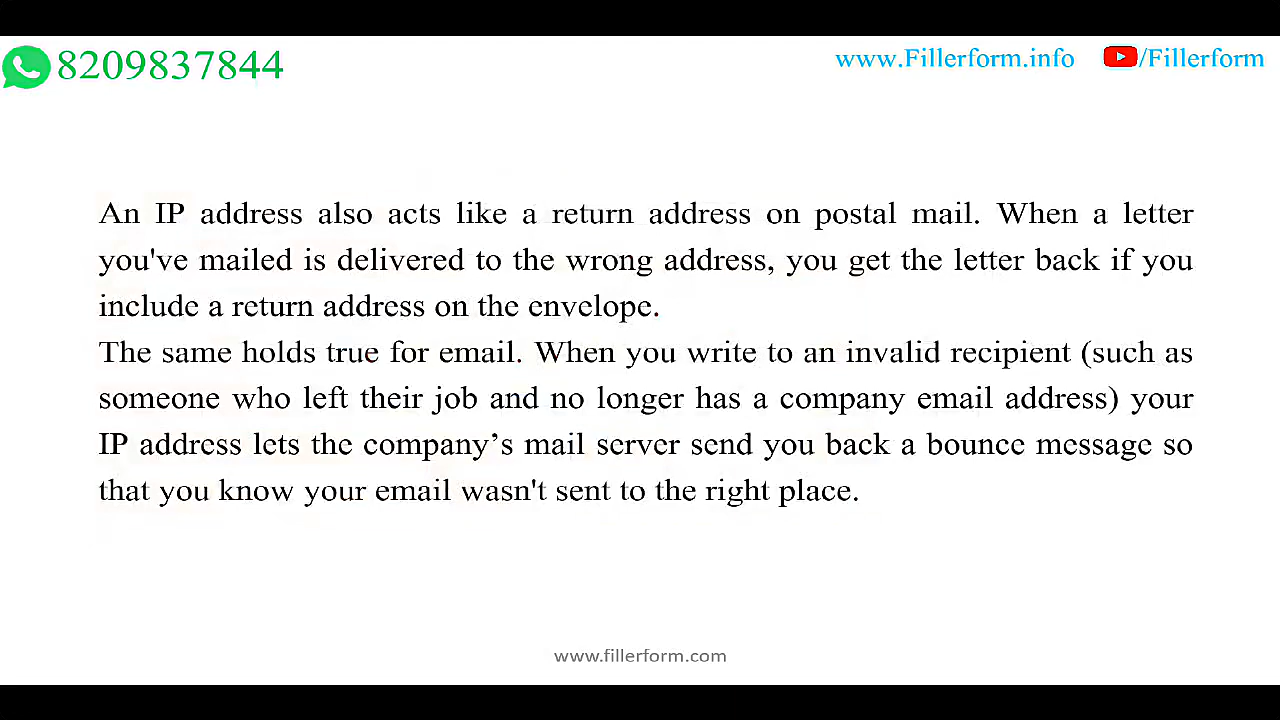 8209837844
www.Fillerform.info
/Fillerform
An IP address also acts like a return address on postal mail. When a letter
you've mailed is delivered to the wrong address, you get the letter back if you
include a return address on the envelope.
The same holds true for email. When you write to an invalid recipient (such as
someone who left their job and no longer has a company email address) your
IP address lets the company’s mail server send you back a bounce message so
that you know your email wasn't sent to the right place.
www.fillerform.com